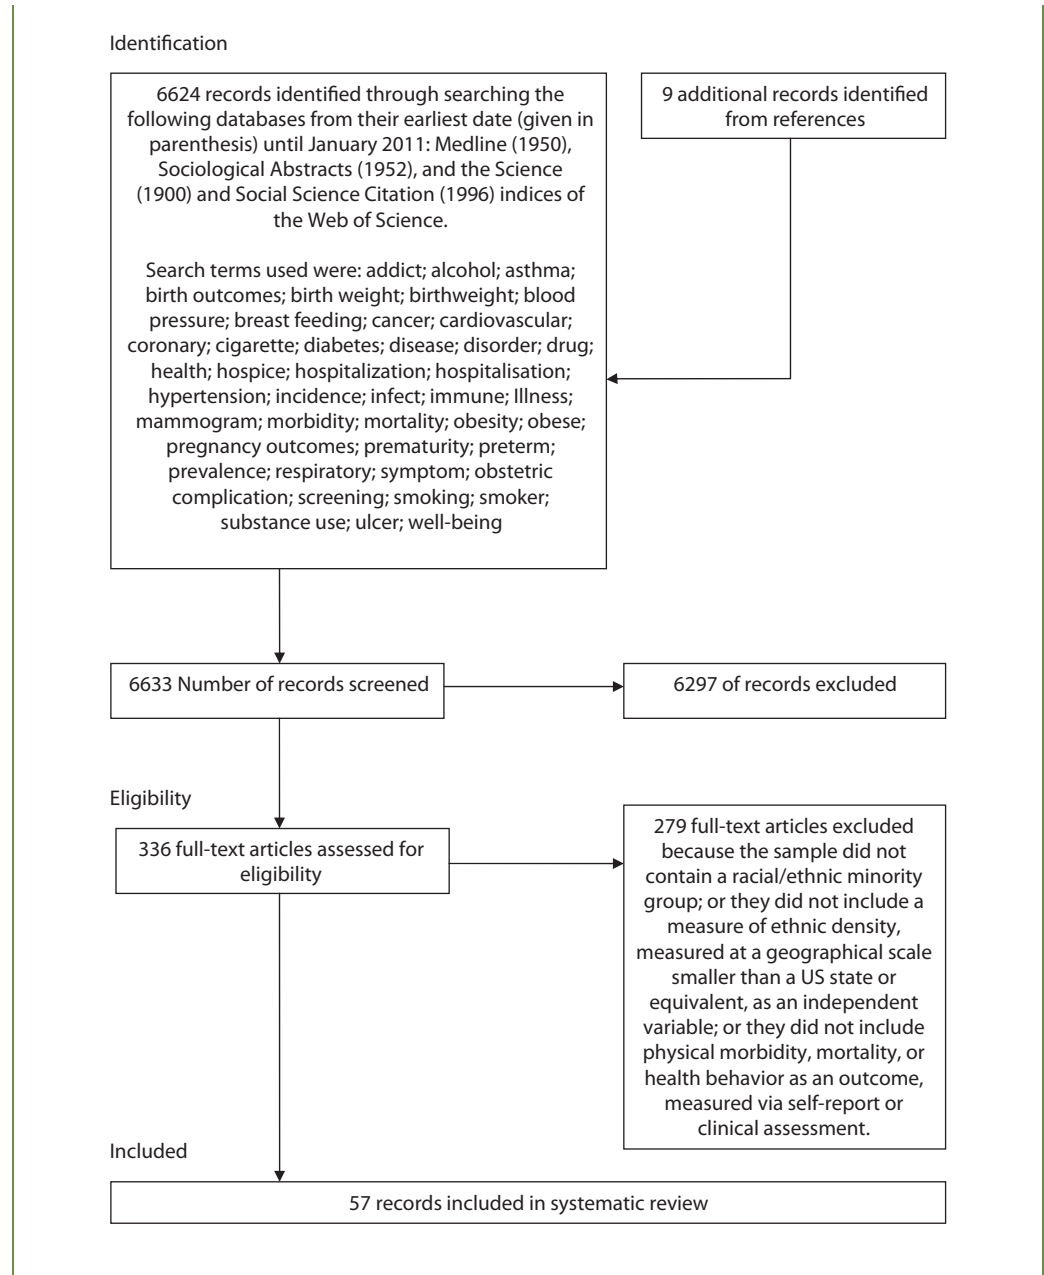 Identification
6624 records identified through searching the
following databases from their earliest date (given in
parenthesis) until January 2011: Medline (1950),
Sociological Abstracts (1952), and the Science
(1900) and Social Science Citation (1996) indices of
the Web of Science.
Search terms used were: addict; alcohol; asthma;
birth outcomes; birth weight; birthweight; blood
pressure; breast feeding; cancer; cardiovascular;
coronary; cigarette; diabetes; disease; disorder; drug;
health; hospice; hospitalization; hospitalisation;
hypertension; incidence; infect; immune; Illness;
mammogram; morbidity; mortality; obesity; obese;
pregnancy outcomes; prematurity; preterm;
prevalence; respiratory; symptom; obstetric
complication; screening; smoking; smoker;
substance use; ulcer; well-being
9 additional records identified
from references
6633 Number of records screened
6297 of records excluded
Eligibility
336 full-text articles assessed for
eligibility
279 full-text articles excluded
because the sample did not
contain a racial/ethnic minority
group; or they did not include a
measure of ethnic density,
measured at a geographical scale
smaller than a US state or
equivalent, as an independent
variable; or they did not include
physical morbidity, mortality, or
health behavior as an outcome,
measured via self-report or
clinical assessment.
Included
57 records included in systematic review